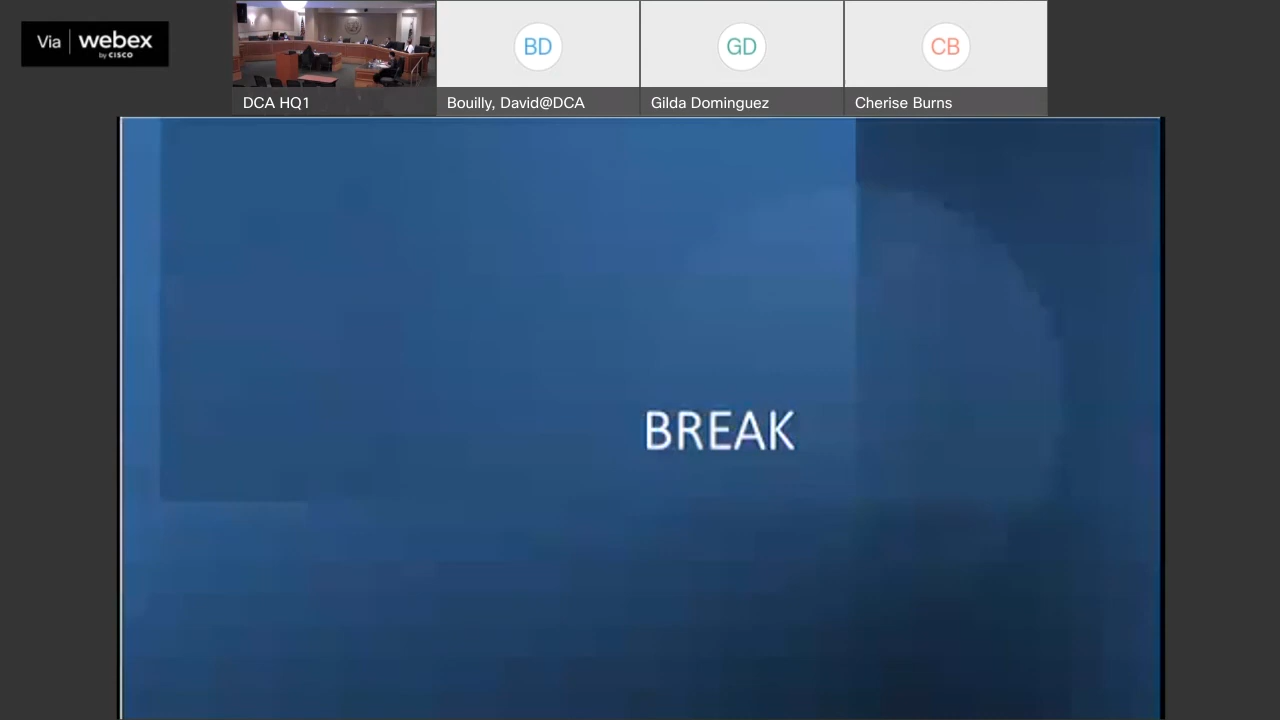 Via webex
by CISCO
BD
GD
CB
DCA HQ1
Bouilly, David@DCA
Gilda Dominguez
Cherise Burns
BREAK